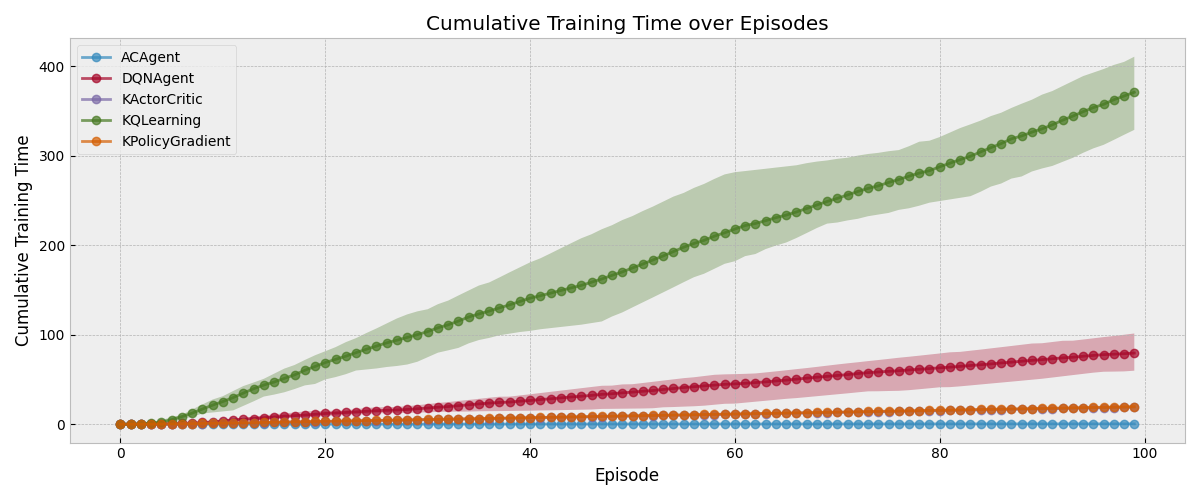 Cumulative Training Time over Episodes
ACAgent
DQNAgent
KActorCritic
KQLearning
KPolicyGradient
Cumulative Training Time
400
300
200
100
0
0 20 40 60 80 100
Episode